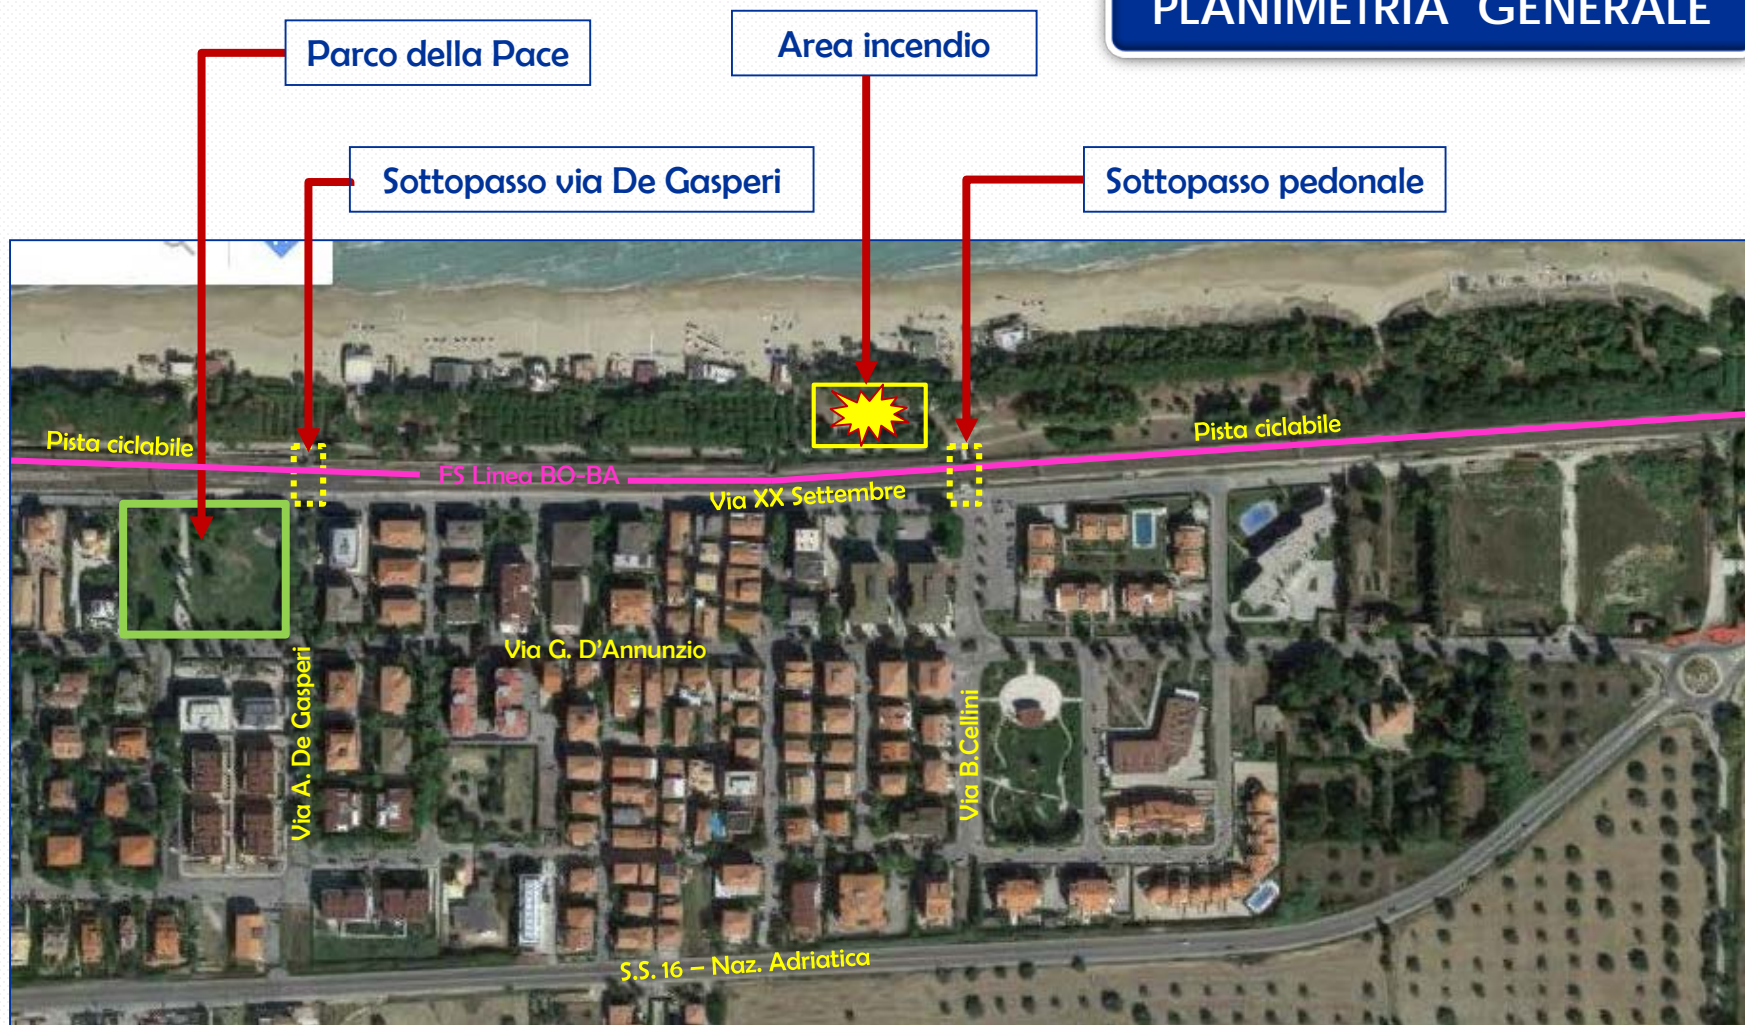 PLANIMETRIA GENERALE
Parco della Pace
Area incendio
Sottopasso via De Gasperi
Sottopasso pedonale
Pista ciclabile
Pista ciclabile
FS Linea BO-BA
Via XX Settembre
Via G. D'Annunzio
Via A. De Gasperi
Via B.Cellini
S.S. 16 – Naz. Adriatica